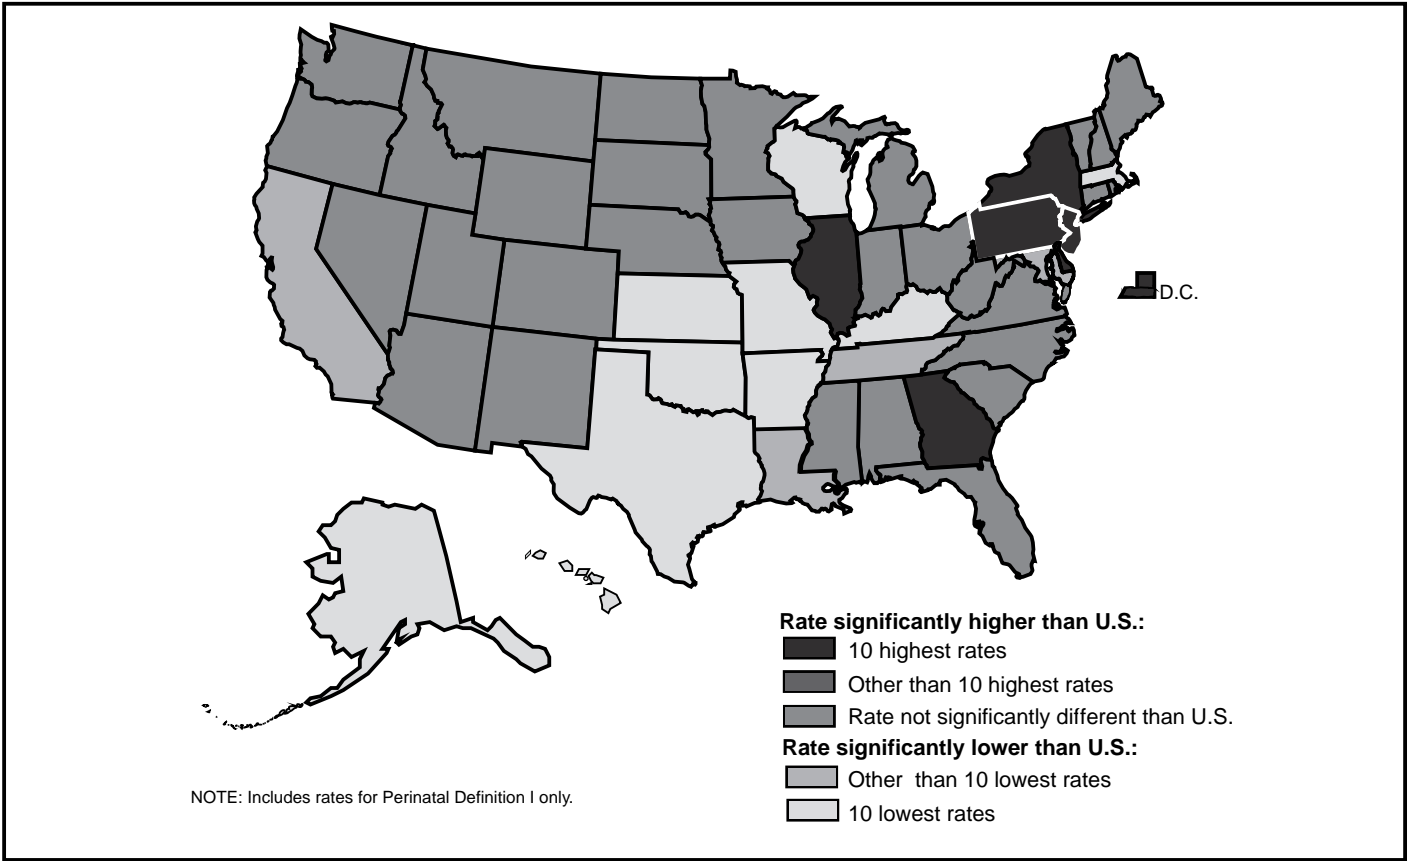 D.C.
Rate significantly higher than U.S.:
10 highest rates
Other than 10 highest rates
Rate not significantly different than U.S.
Rate significantly lower than U.S.:
Other than 10 lowest rates
10 lowest rates
NOTE: Includes rates for Perinatal Definition I only.